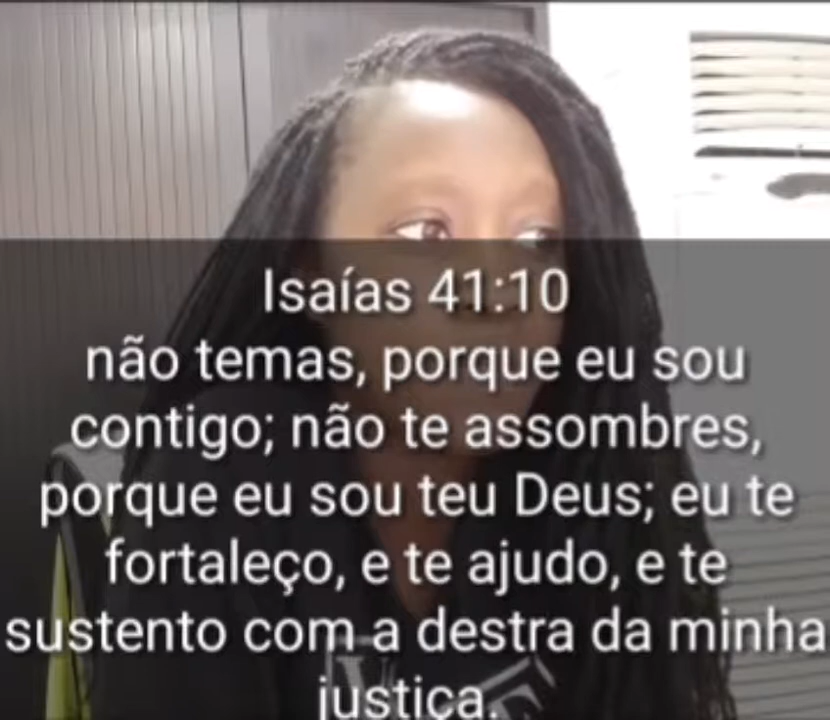 Isaías 41:10
não temas, porque eu sou
contigo; não te assombres,
porque eu sou teu Deus; eu te
fortaleço, e te ajudo, e te
sustento com a destra da minha
justiça.